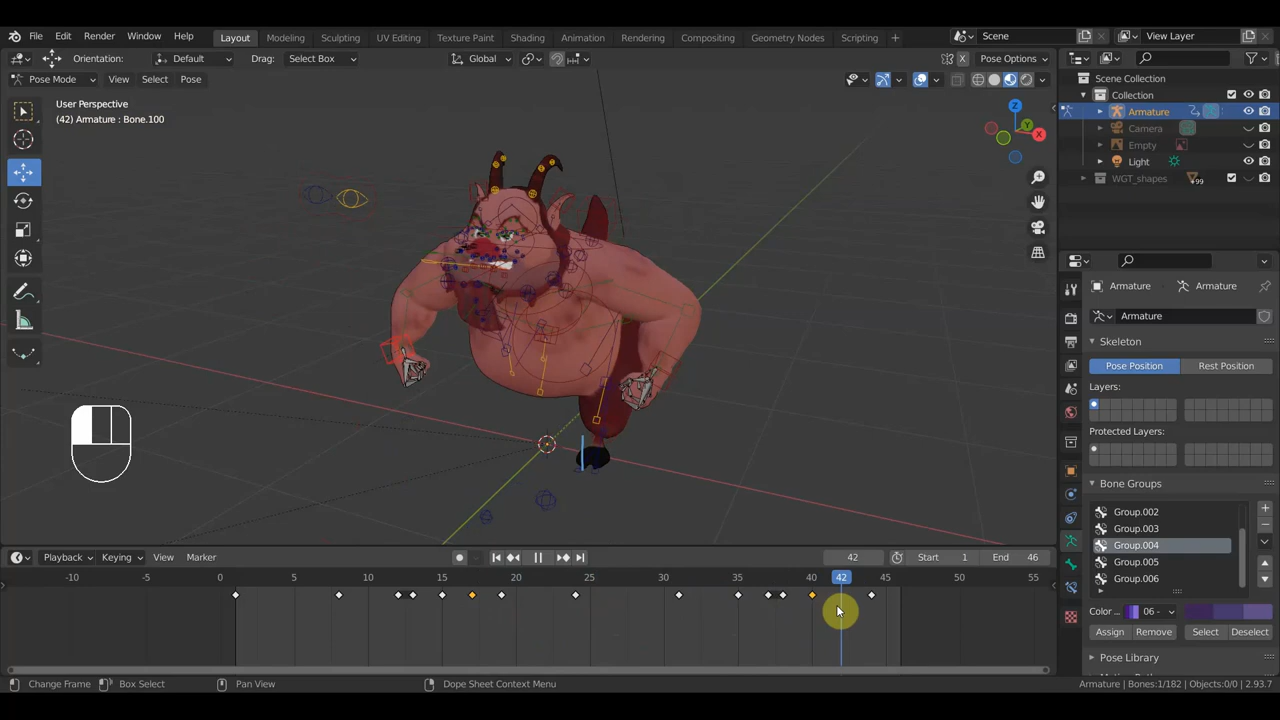 File Edit Render Window Help Layout Modeling Sculpting UV Editing Texture Paint Shading Animation Rendering Compositing Geometry Nodes Scripting + Scene View Layer
Orientation: Default Drag: Select Box Global X Pose Options
Pose Mode View Select Pose
Scene Collection
Collection
Armature
Camera
Empty
Light
WGT_shapes 99
User Perspective
(42) Armature : Bone.100
Z
Y
X
Armature Armature
Armature
Skeleton
Pose Position Rest Position
Layers:
Protected Layers:
Bone Groups
Group.002
Group.003
Group.004
Group.005
Group.006
Color ... 06 -
Assign Remove Select Deselect
Pose Library
Playback Keying View Marker 42 Start 1 End 46
-10 -5 5 10 15 20 25 30 35 40 42 45 50 55
Change Frame Box Select Pan View Dope Sheet Context Menu Armature | Bones:1/182 | Objects:0/0 | 2.93.7